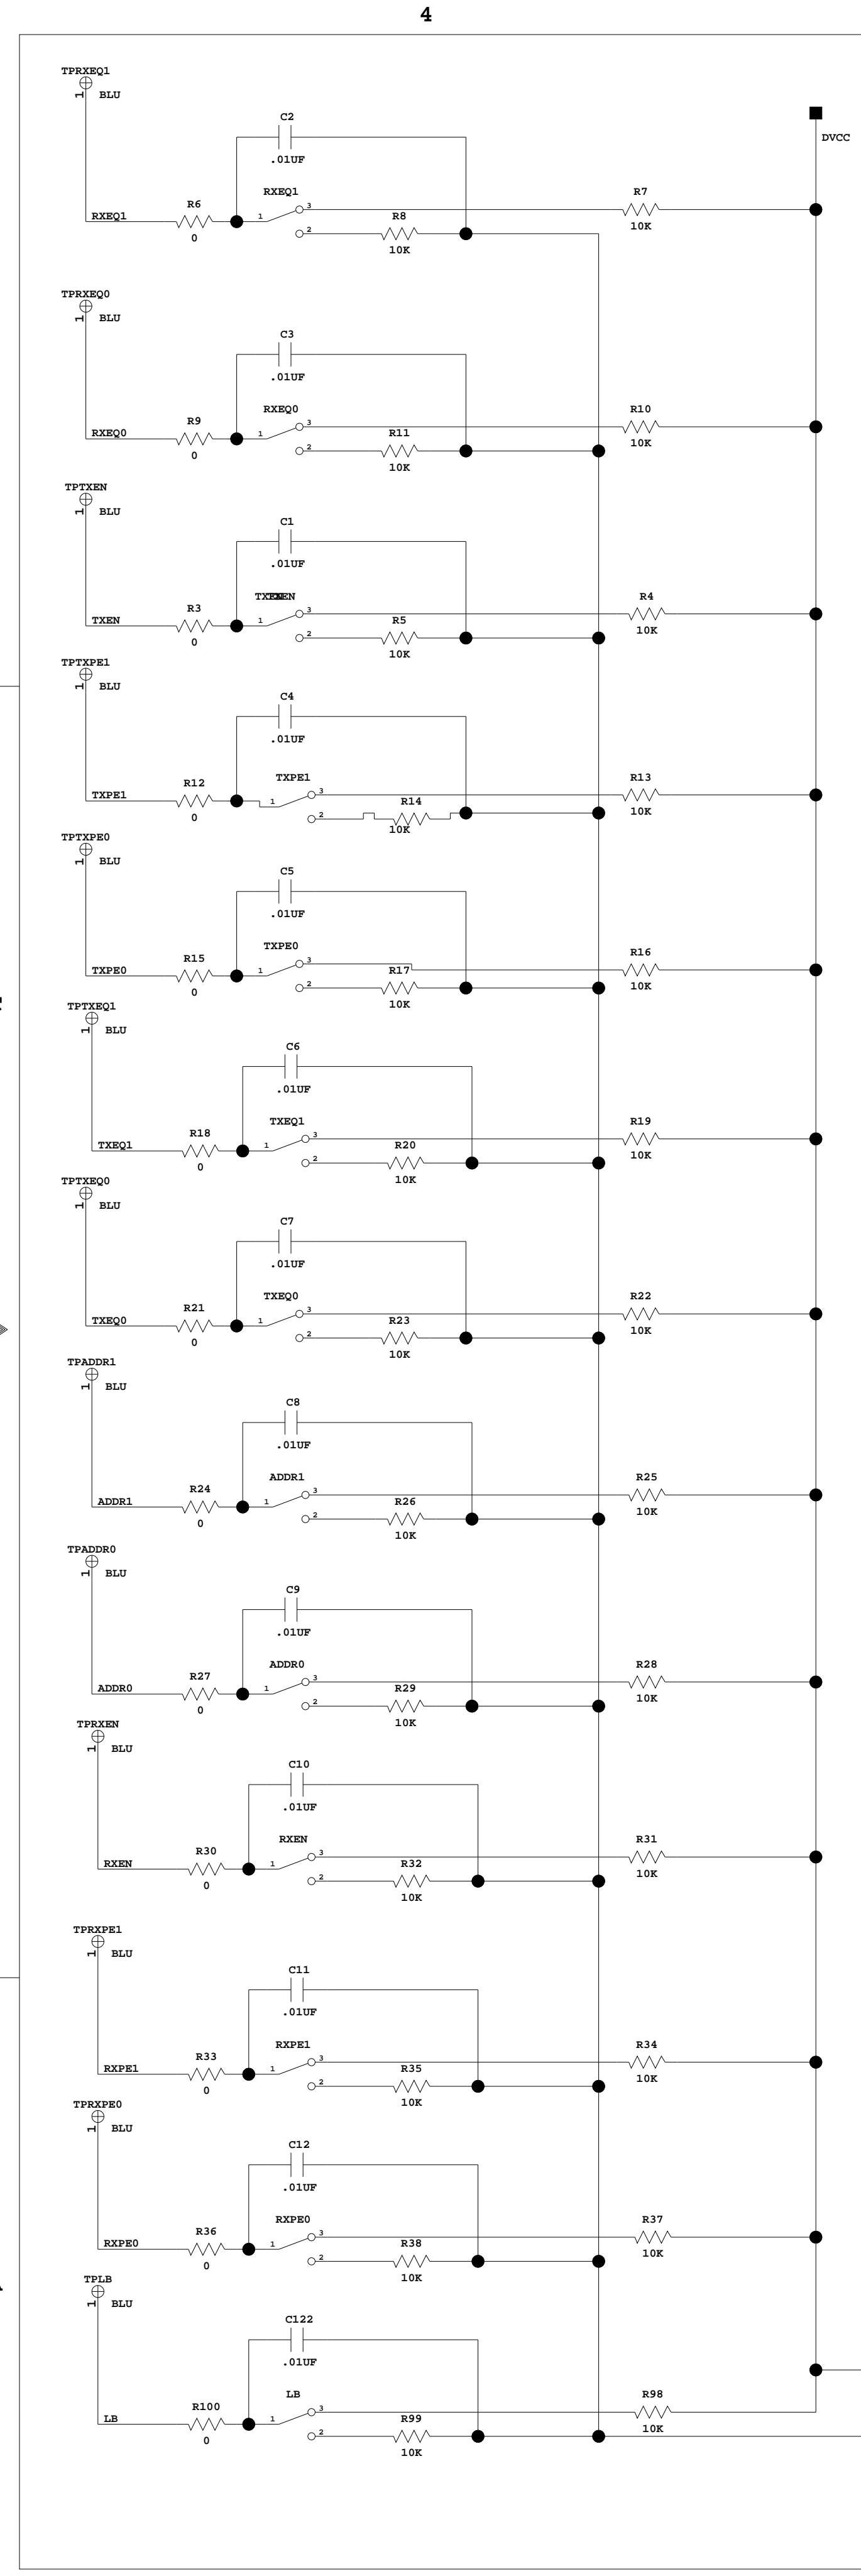 4
TPRXEQ1
1 BLU
C2
.01UF
DVCC
RXEQ1
R6
0
RXEQ1
1
3
2
R8
10K
R7
10K
TPRXEQ0
1 BLU
C3
.01UF
RXEQ0
R9
0
RXEQ0
1
3
2
R11
10K
R10
10K
TPTXEN
1 BLU
C1
.01UF
TXEN
R3
0
1
3
2
R5
10K
R4
10K
TPTXPE1
1 BLU
C4
.01UF
TXPE1
R12
0
TXPE1
1
3
2
R14
10K
R13
10K
TPTXPE0
1 BLU
C5
.01UF
TXPE0
R15
0
TXPE0
1
3
2
R17
10K
R16
10K
TPTXEQ1
1 BLU
C6
.01UF
TXEQ1
R18
0
TXEQ1
1
3
2
R20
10K
R19
10K
TPTXEQ0
1 BLU
C7
.01UF
TXEQ0
R21
0
TXEQ0
1
3
2
R23
10K
R22
10K
TPADDR1
1 BLU
C8
.01UF
ADDR1
R24
0
ADDR1
1
3
2
R26
10K
R25
10K
TPADDR0
1 BLU
C9
.01UF
ADDR0
R27
0
ADDR0
1
3
2
R29
10K
R28
10K
TPRXEN
1 BLU
C10
.01UF
RXEN
R30
0
RXEN
1
3
2
R32
10K
R31
10K
TPRXPE1
1 BLU
C11
.01UF
RXPE1
R33
0
RXPE1
1
3
2
R35
10K
R34
10K
TPRXPE0
1 BLU
C12
.01UF
RXPE0
R36
0
RXPE0
1
3
2
R38
10K
R37
10K
TPLB
1 BLU
C122
.01UF
LB
R100
0
LB
1
3
2
R99
10K
R98
10K